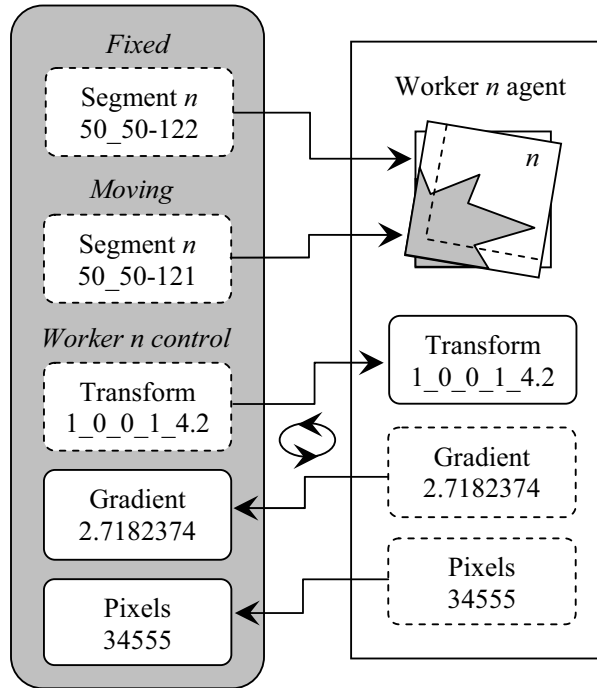 Fixed
Segment n
50_50-122
Moving
Segment n
50_50-121
Worker n control
Transform
1_0_0_1_4.2
Gradient
2.7182374
Pixels
34555
Worker n agent
n
Transform
1_0_0_1_4.2
Gradient
2.7182374
Pixels
34555